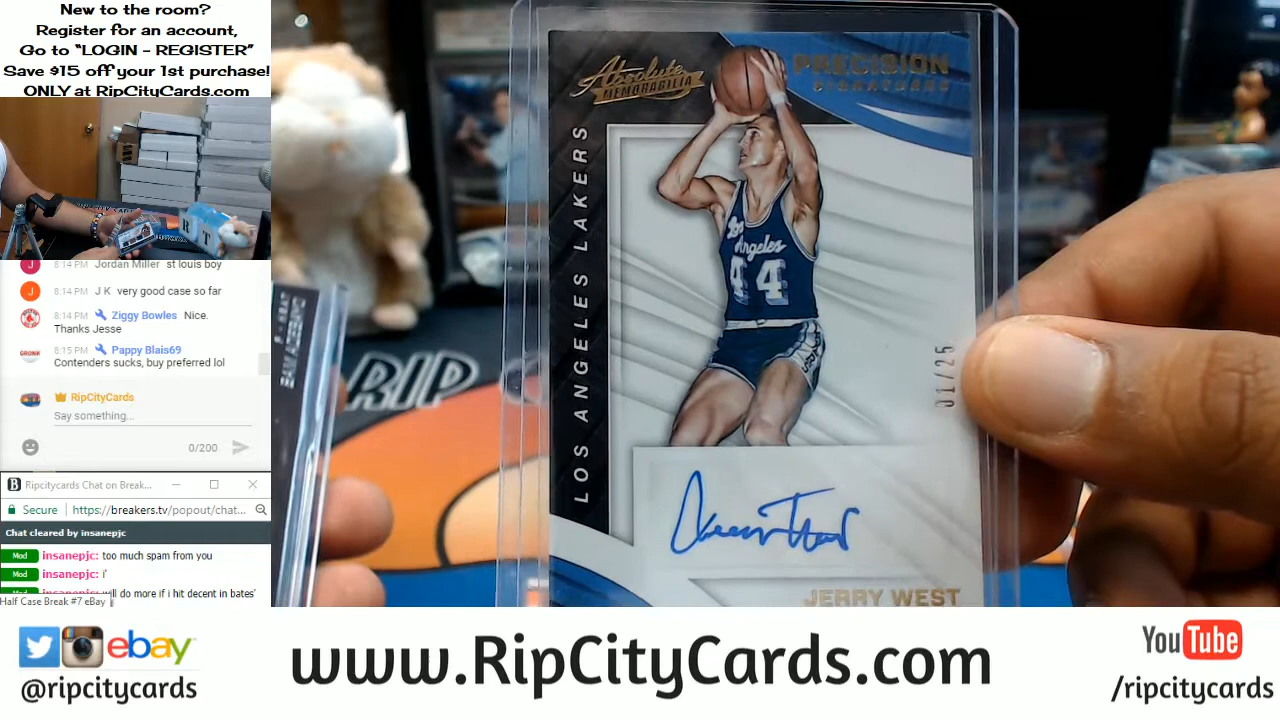 New to the room?
Register for an account,
Go to “LOGIN - REGISTER”
Save $15 off your 1st purchase!
ONLY at RipCityCards.com
R T
J 8:14 PM Jordan Miller st louis boy
J 8:14 PM J K very good case so far
8:14 PM Ziggy Bowles Nice.
Thanks Jesse
GRONK 8:15 PM Pappy Blais69
Contenders sucks, buy preferred lol
RipCityCards
Say something...
0/200
B Ripcitycards Chat on Break...
Secure https://breakers.tv/popout/chat...
Chat cleared by insanepjc
Mod insanepjc: too much spam from you
Mod insanepjc: i'
will do more if i hit decent in bates'
Half Case Break #7 eBay
RIP
Absolute
MEMORABILIA
PRECISION
SIGNATURES
LOS ANGELES LAKERS
Los
Angeles
44
01/25
JERRY WEST
ebay
@ripcitycards
www.RipCityCards.com
YouTube
/ripcitycards